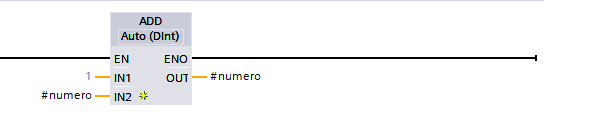 ADD
Auto (DInt)
EN ENO
1 IN1 OUT #numero
#numero IN2